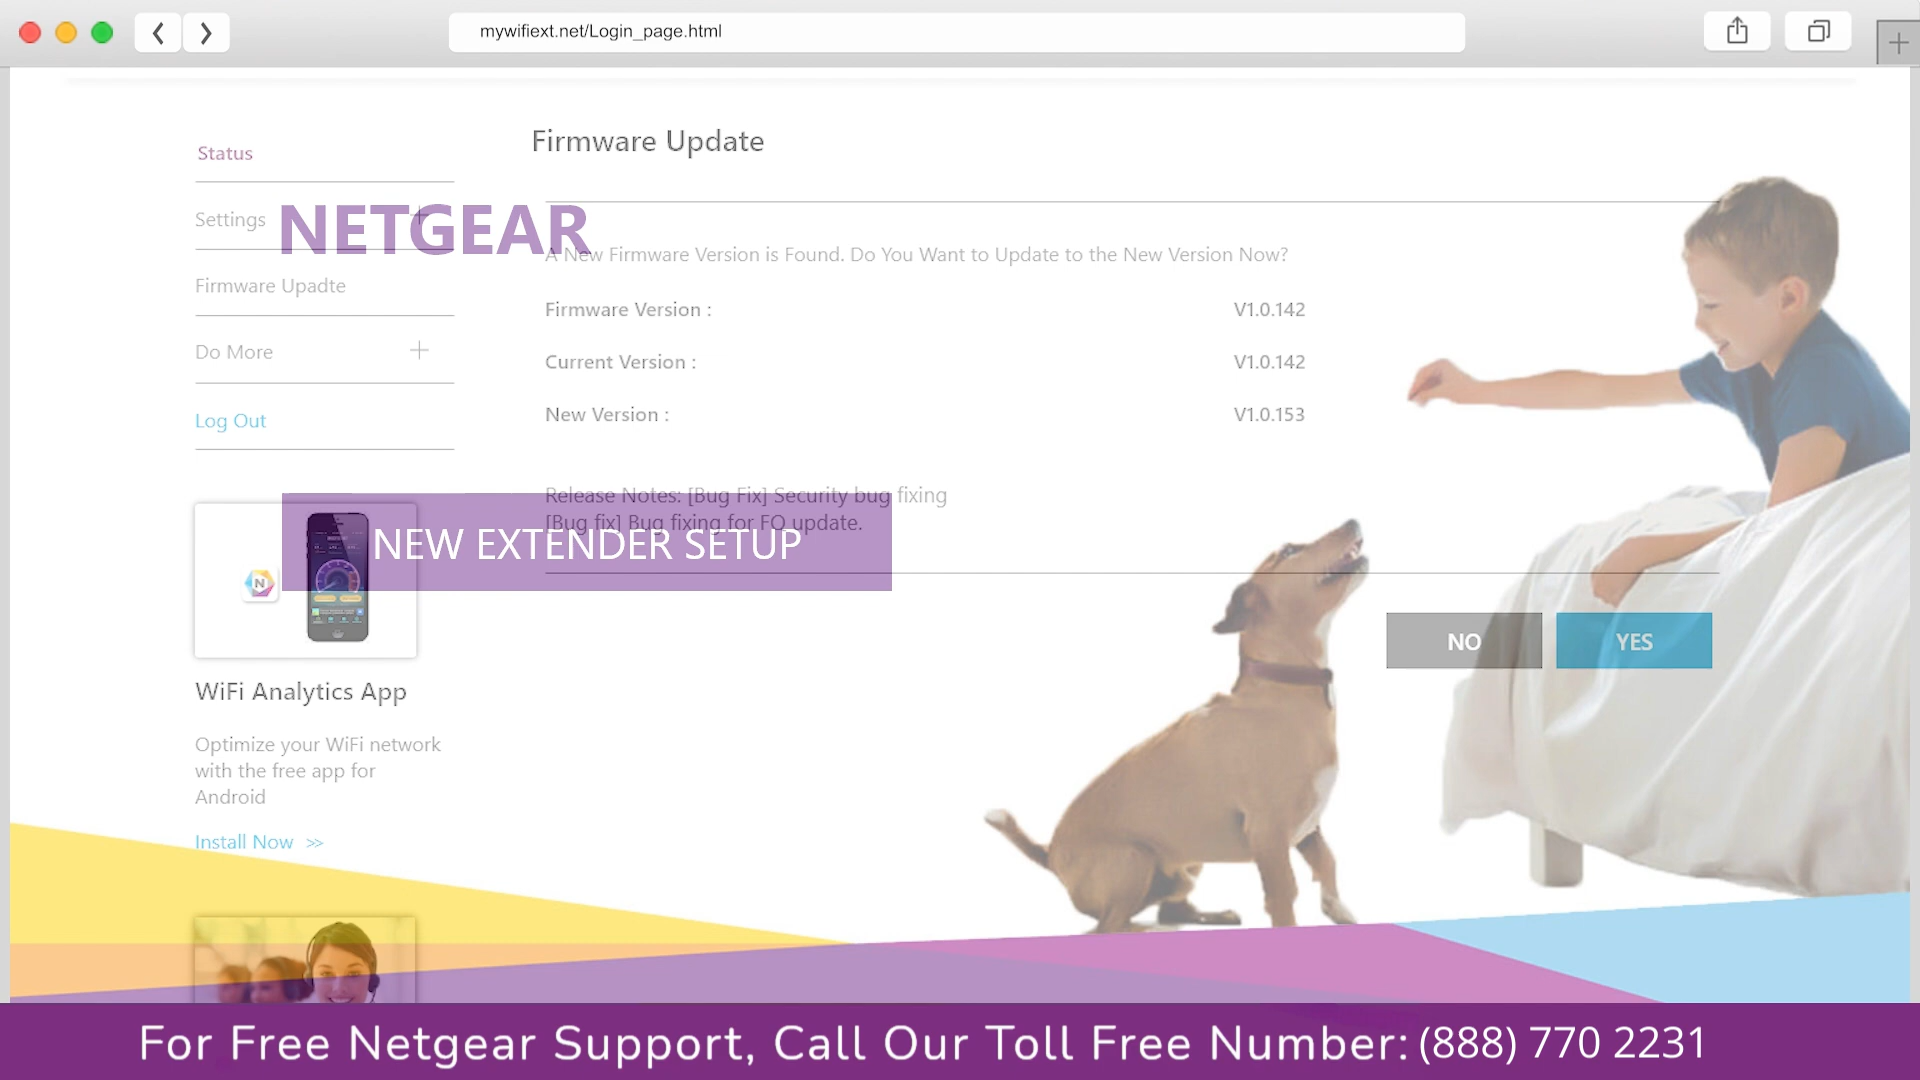 mywifiext.net/Login_page.html
Status
Settings
Firmware Upadte
Do More
Log Out
NETGEAR
Firmware Update
A New Firmware Version is Found. Do You Want to Update to the New Version Now?
Firmware Version : V1.0.142
Current Version : V1.0.142
New Version : V1.0.153
Release Notes: [Bug Fix] Security bug fixing
[Bug fix] Bug fixing for FO update.
NEW EXTENDER SETUP
N
NO
YES
WiFi Analytics App
Optimize your WiFi network
with the free app for
Android
Install Now >>
For Free Netgear Support, Call Our Toll Free Number: (888) 770 2231